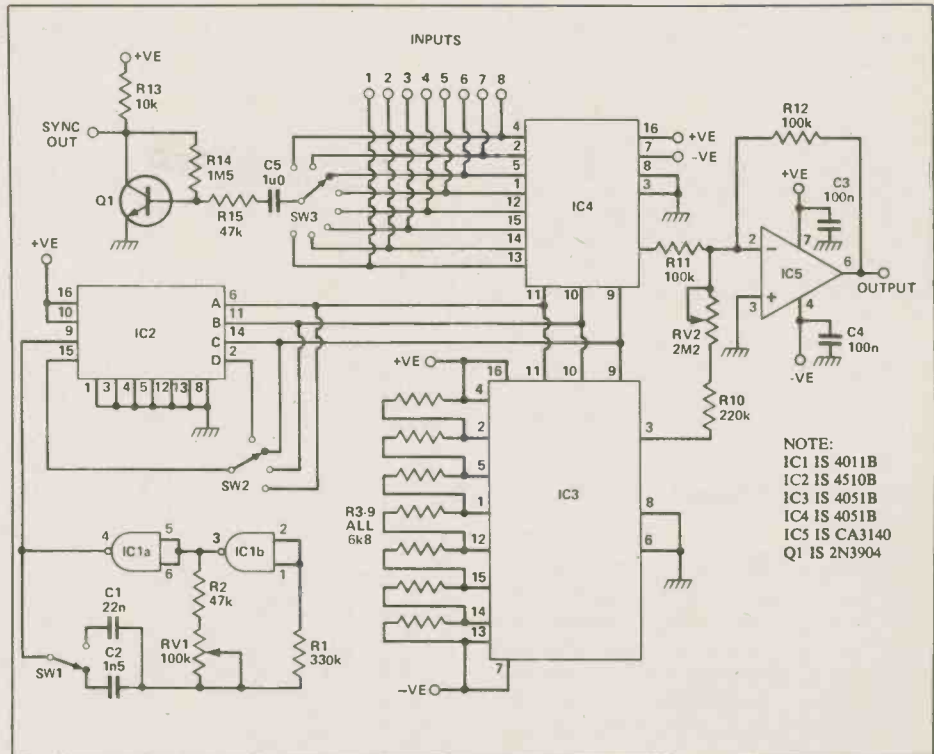 INPUTS
1 2 3 4 5 6 7 8
+VE
R13
10k
SYNC
OUT
R14
1M5
C5
1u0
Q1
R15
47k
SW3
4
2
5
1
12
15
14
13
IC4
16
7
8
3
+VE
-VE
11
10
9
R11
100k
R12
100k
+VE
C3
100n
2
3
7
6
4
IC5
OUTPUT
C4
100n
-VE
RV2
2M2
R10
220k
+VE
16
10
9
15
IC2
A
B
C
D
6
11
14
2
1 3 4 5 12 13 8
SW2
+VE
16
11
10
9
4
2
5
1
12
15
14
13
R3-9
ALL
6k8
IC3
3
8
6
7
-VE
NOTE:
IC1 IS 4011B
IC2 IS 4510B
IC3 IS 4051B
IC4 IS 4051B
IC5 IS CA3140
Q1 IS 2N3904
4
IC1a
5
6
3
IC1b
2
1
C1
22n
C2
1n5
SW1
R2
47k
RV1
100k
R1
330k